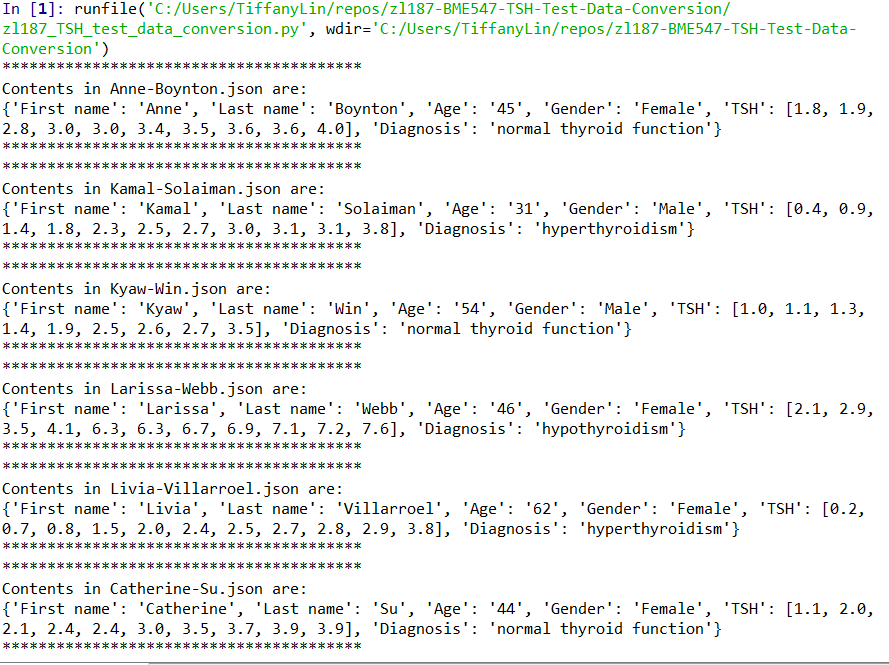 In [1]: runfile('C:/Users/TiffanyLin/repos/zl187-BME547-TSH-Test-Data-Conversion/
zl187_TSH_test_data_conversion.py', wdir='C:/Users/TiffanyLin/repos/zl187-BME547-TSH-Test-Data-
Conversion')
****************************************
Contents in Anne-Boynton.json are:
{'First name': 'Anne', 'Last name': 'Boynton', 'Age': '45', 'Gender': 'Female', 'TSH': [1.8, 1.9,
2.8, 3.0, 3.0, 3.4, 3.5, 3.6, 3.6, 4.0], 'Diagnosis': 'normal thyroid function'}
****************************************
****************************************
Contents in Kamal-Solaiman.json are:
{'First name': 'Kamal', 'Last name': 'Solaiman', 'Age': '31', 'Gender': 'Male', 'TSH': [0.4, 0.9,
1.4, 1.8, 2.3, 2.5, 2.7, 3.0, 3.1, 3.1, 3.8], 'Diagnosis': 'hyperthyroidism'}
****************************************
****************************************
Contents in Kyaw-Win.json are:
{'First name': 'Kyaw', 'Last name': 'Win', 'Age': '54', 'Gender': 'Male', 'TSH': [1.0, 1.1, 1.3,
1.4, 1.9, 2.5, 2.6, 2.7, 3.5], 'Diagnosis': 'normal thyroid function'}
****************************************
****************************************
Contents in Larissa-Webb.json are:
{'First name': 'Larissa', 'Last name': 'Webb', 'Age': '46', 'Gender': 'Female', 'TSH': [2.1, 2.9,
3.5, 4.1, 6.3, 6.3, 6.7, 6.9, 7.1, 7.2, 7.6], 'Diagnosis': 'hypothyroidism'}
****************************************
****************************************
Contents in Livia-Villarroel.json are:
{'First name': 'Livia', 'Last name': 'Villarroel', 'Age': '62', 'Gender': 'Female', 'TSH': [0.2,
0.7, 0.8, 1.5, 2.0, 2.4, 2.5, 2.7, 2.8, 2.9, 3.8], 'Diagnosis': 'hyperthyroidism'}
****************************************
****************************************
Contents in Catherine-Su.json are:
{'First name': 'Catherine', 'Last name': 'Su', 'Age': '44', 'Gender': 'Female', 'TSH': [1.1, 2.0,
2.1, 2.4, 2.4, 3.0, 3.5, 3.7, 3.9, 3.9], 'Diagnosis': 'normal thyroid function'}
****************************************